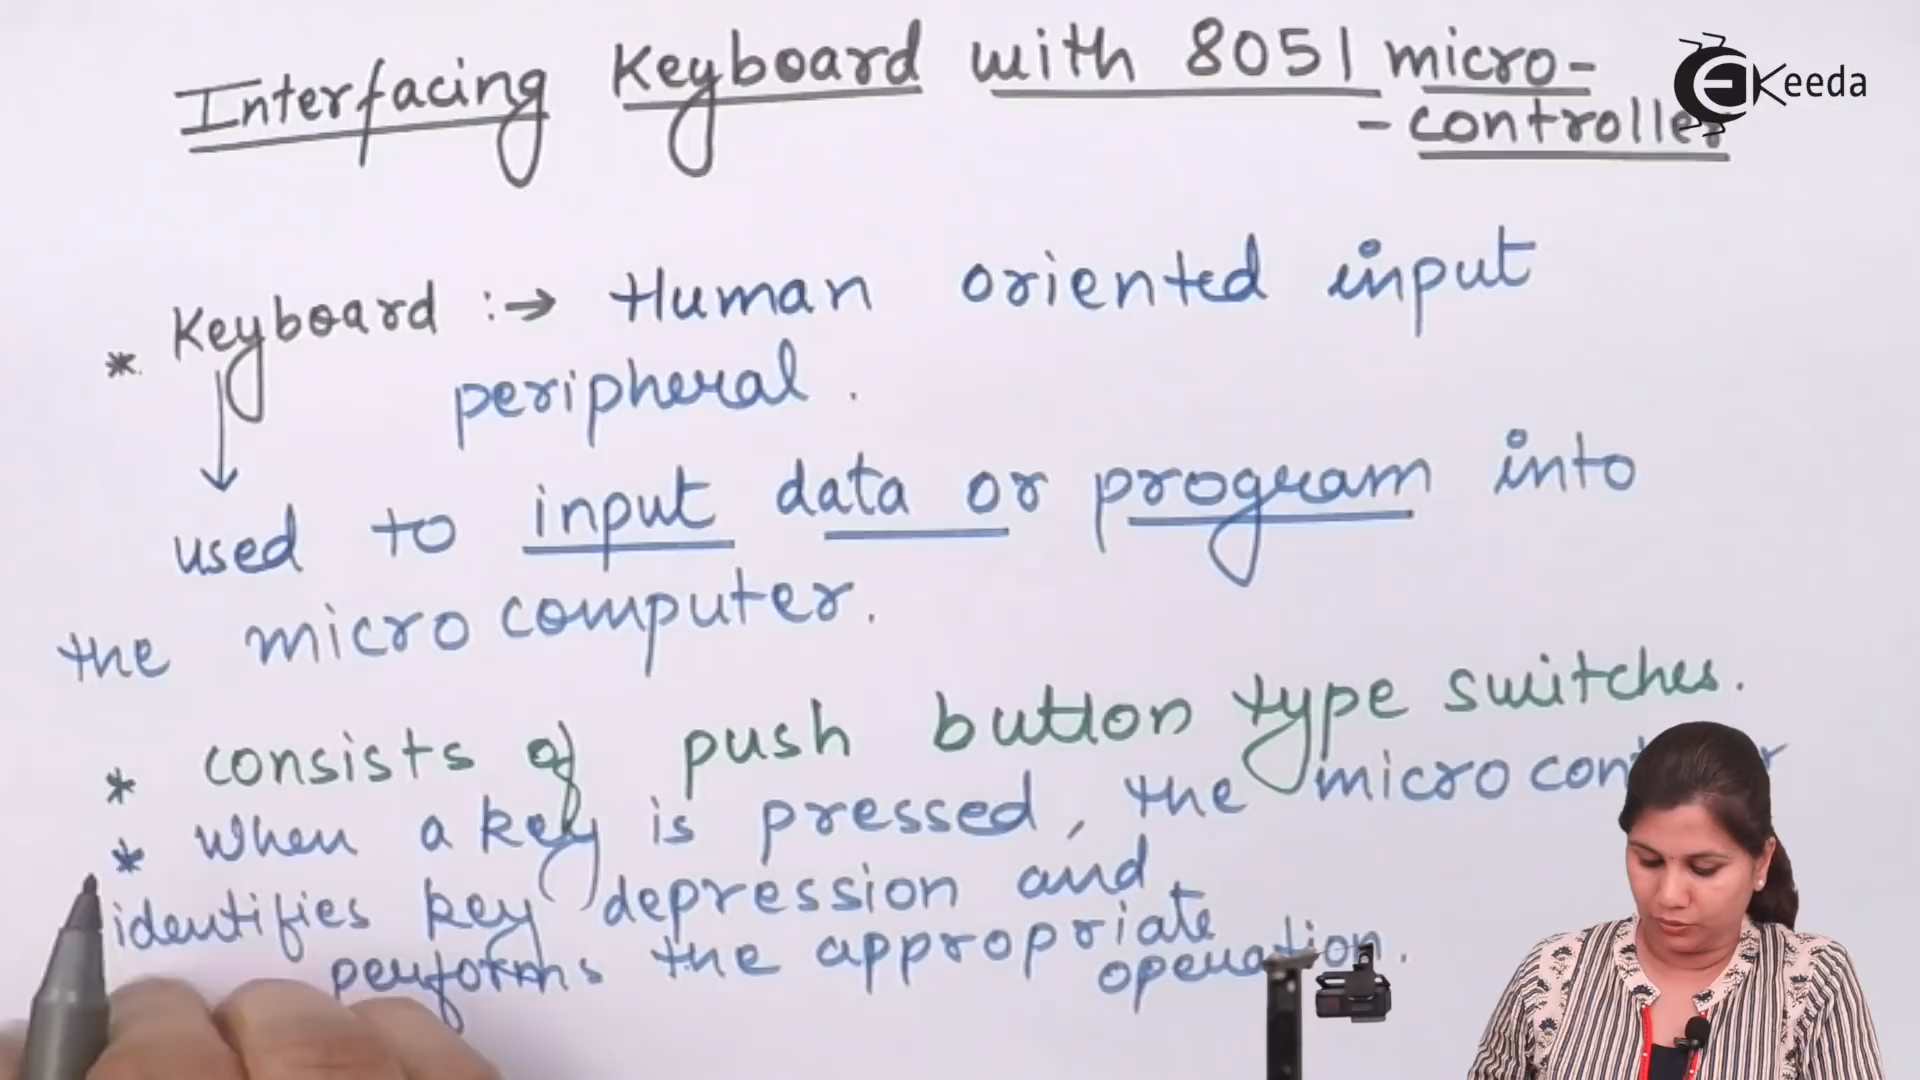 Interfacing Keyboard with 8051 micro-
- controller
Keeda
* Keyboard :→ Human oriented input
peripheral.
used to input data or program into
the micro computer.
* consists of push button type switches.
* When a key is pressed, the micro
identifies key depression and
performs the appropriate
operation.